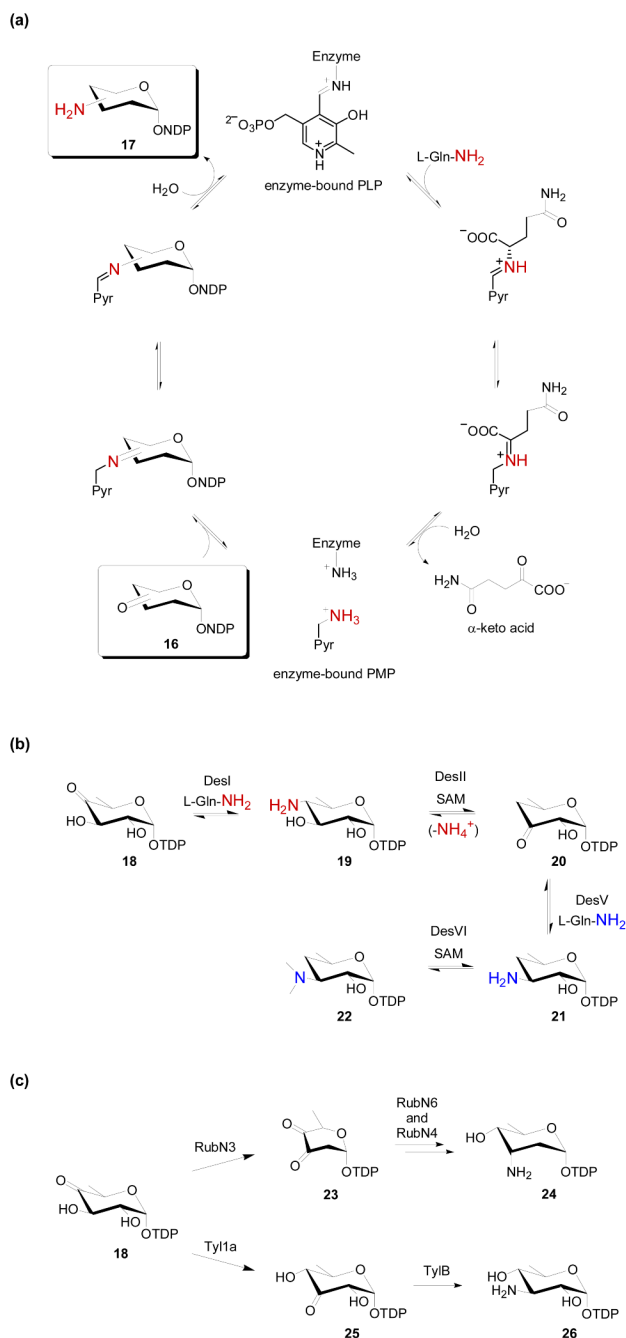 (a)
Enzyme
+
NH
H₂N
O
ONDP
17
2⁻O₃PO
OH
N
+
H
enzyme-bound PLP
H₂O
L-Gln-NH₂
NH₂
O
⁻OOC
+
NH
Pyr
O
N
Pyr
ONDP
NH₂
O
⁻OOC
+
NH
Pyr
O
N
Pyr
ONDP
H₂O
Enzyme
+
NH₃
O
O
ONDP
16
-
NH₃
Pyr
enzyme-bound PMP
H₂N
O
O
COO⁻
α-keto acid
(b)
O
O
HO
HO
OTDP
18
DesI
L-Gln-NH₂
H₂N
O
HO
HO
OTDP
19
DesII
SAM
(-NH₄⁺)
O
O
OH
OTDP
20
DesV
L-Gln-NH₂
O
N
HO
OTDP
22
DesVI
SAM
O
H₂N
HO
OTDP
21
(c)
RubN3
O
O
O
OTDP
23
RubN6
and
RubN4
O
HO
NH₂
OTDP
24
O
O
HO
HO
OTDP
18
Tyl1a
O
HO
O
OH
OTDP
25
TylB
O
HO
H₂N
OH
OTDP
26